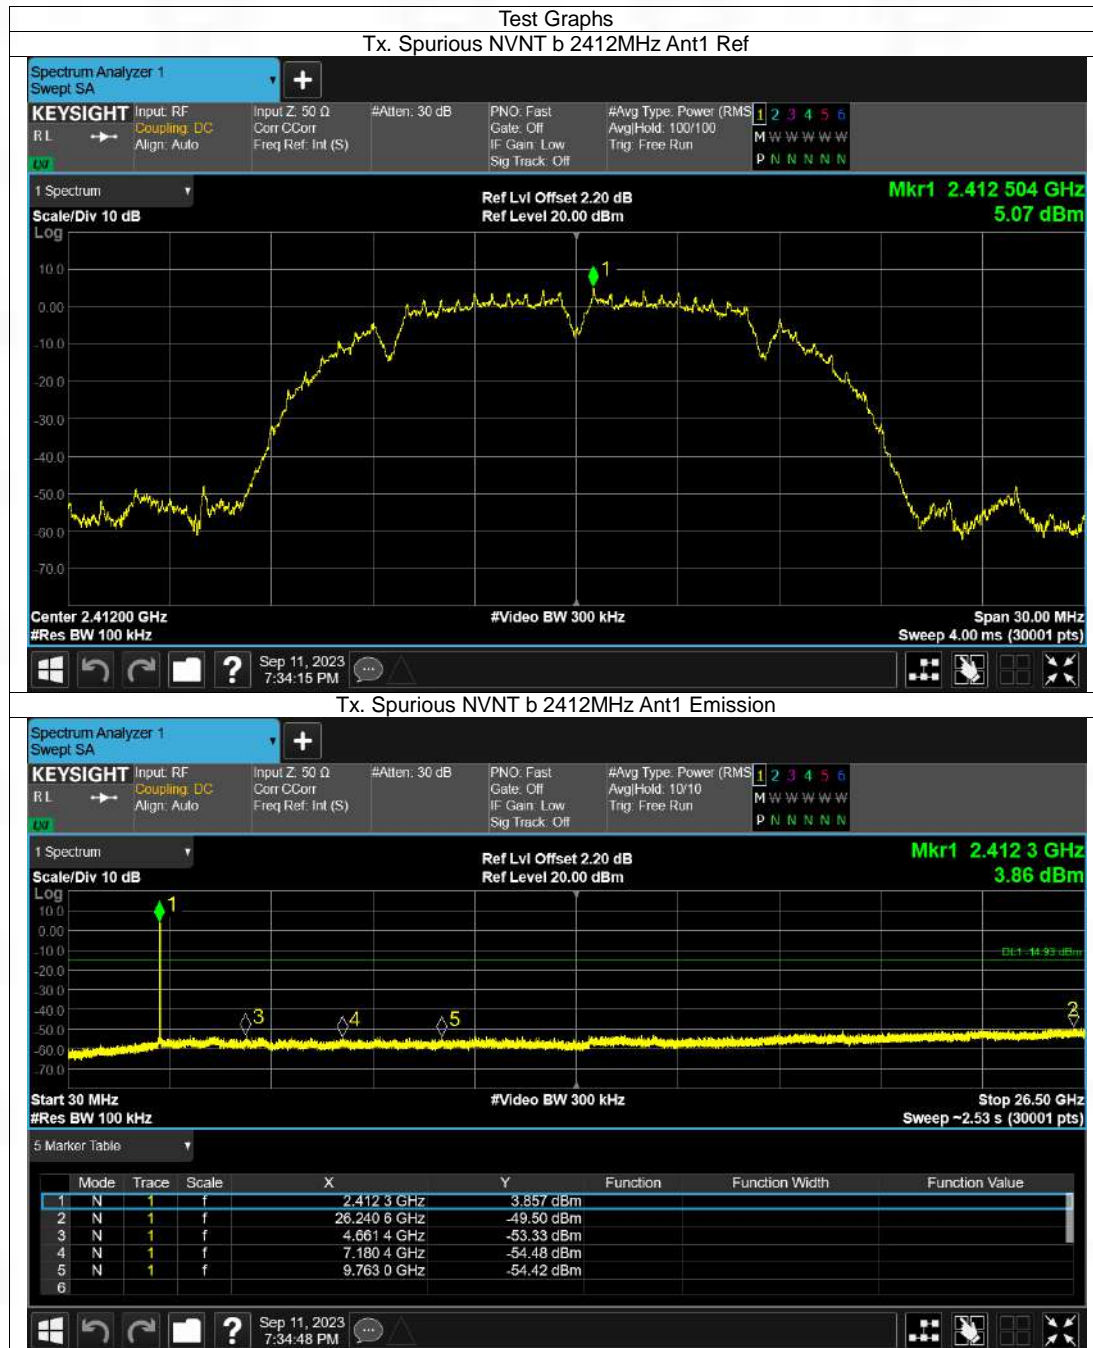 Test Graphs
Tx. Spurious NVNT b 2412MHz Ant1 Ref
Spectrum Analyzer 1
Swept SA
KEYSIGHT Input: RF Input Z: 50 Ω #Atten: 30 dB PNO: Fast #Avg Type: Power (RMS 1 2 3 4 5 6
RL Coupling: DC Corr CCorr Gate: Off Avg|Hold: 100/100 M W W W W W
Align: Auto Freq Ref: Int (S) IF Gain: Low Trig: Free Run
LXI Sig Track: Off P N N N N N
1 Spectrum Ref Lvl Offset 2.20 dB Mkr1 2.412 504 GHz
Scale/Div 10 dB Ref Level 20.00 dBm 5.07 dBm
Log
10.0
1
0.00
-10.0
-20.0
-30.0
-40.0
-50.0
-60.0
-70.0
Center 2.41200 GHz #Video BW 300 kHz Span 30.00 MHz
#Res BW 100 kHz Sweep 4.00 ms (30001 pts)
? Sep 11, 2023
7:34:15 PM
Tx. Spurious NVNT b 2412MHz Ant1 Emission
Spectrum Analyzer 1
Swept SA
KEYSIGHT Input: RF Input Z: 50 Ω #Atten: 30 dB PNO: Fast #Avg Type: Power (RMS 1 2 3 4 5 6
RL Coupling: DC Corr CCorr Gate: Off Avg|Hold: 10/10 M W W W W W
Align: Auto Freq Ref: Int (S) IF Gain: Low Trig: Free Run
LXI Sig Track: Off P N N N N N
1 Spectrum Ref Lvl Offset 2.20 dB Mkr1 2.412 3 GHz
Scale/Div 10 dB Ref Level 20.00 dBm 3.86 dBm
Log
10.0 1
0.00
-10.0 DL1 -14.93 dBm
-20.0
-30.0
-40.0 3 4 5 2
-50.0
-60.0
-70.0
Start 30 MHz #Video BW 300 kHz Stop 26.50 GHz
#Res BW 100 kHz Sweep ~2.53 s (30001 pts)
5 Marker Table
Mode Trace Scale X Y Function Function Width Function Value
1 N 1 f 2.412 3 GHz 3.857 dBm
2 N 1 f 26.240 6 GHz -49.50 dBm
3 N 1 f 4.661 4 GHz -53.33 dBm
4 N 1 f 7.180 4 GHz -54.48 dBm
5 N 1 f 9.763 0 GHz -54.42 dBm
6
? Sep 11, 2023
7:34:48 PM